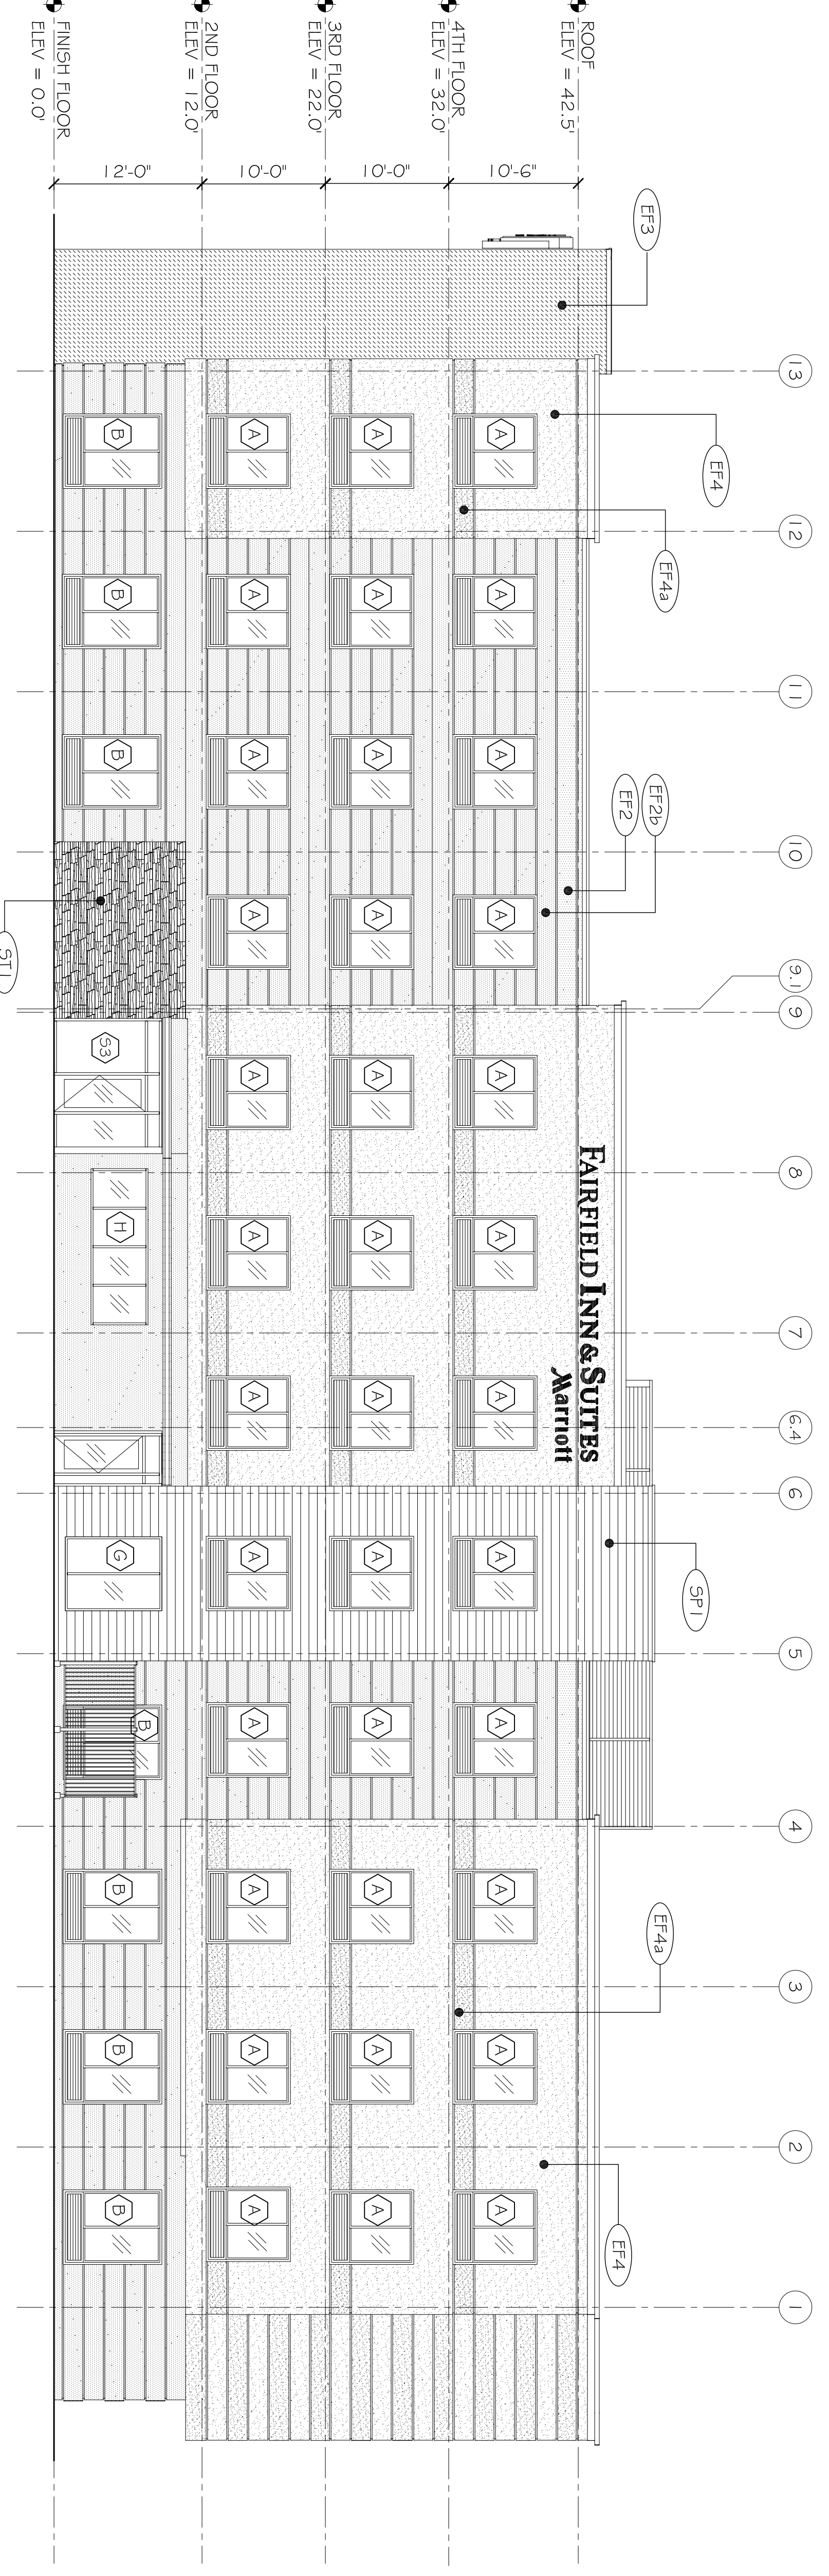 ROOF
ELEV = 42.5'
4TH FLOOR
ELEV = 32.0'
3RD FLOOR
ELEV = 22.0'
2ND FLOOR
ELEV = 12.0'
FINISH FLOOR
ELEV = 0.0'
10'-6"
10'-0"
10'-0"
12'-0"
13
12
11
10
9.1
9
8
7
6.4
6
5
4
3
2
1
EF3
EF4
EF4a
EF2b
EF2
SP1
EF4a
EF4
FAIRFIELD INN & SUITES
Marriott
A A A A A A A A A A A A
A A A A A A A A A A A A
A A A A A A A A A A A A
B B B S3 H G B B B B
ST1